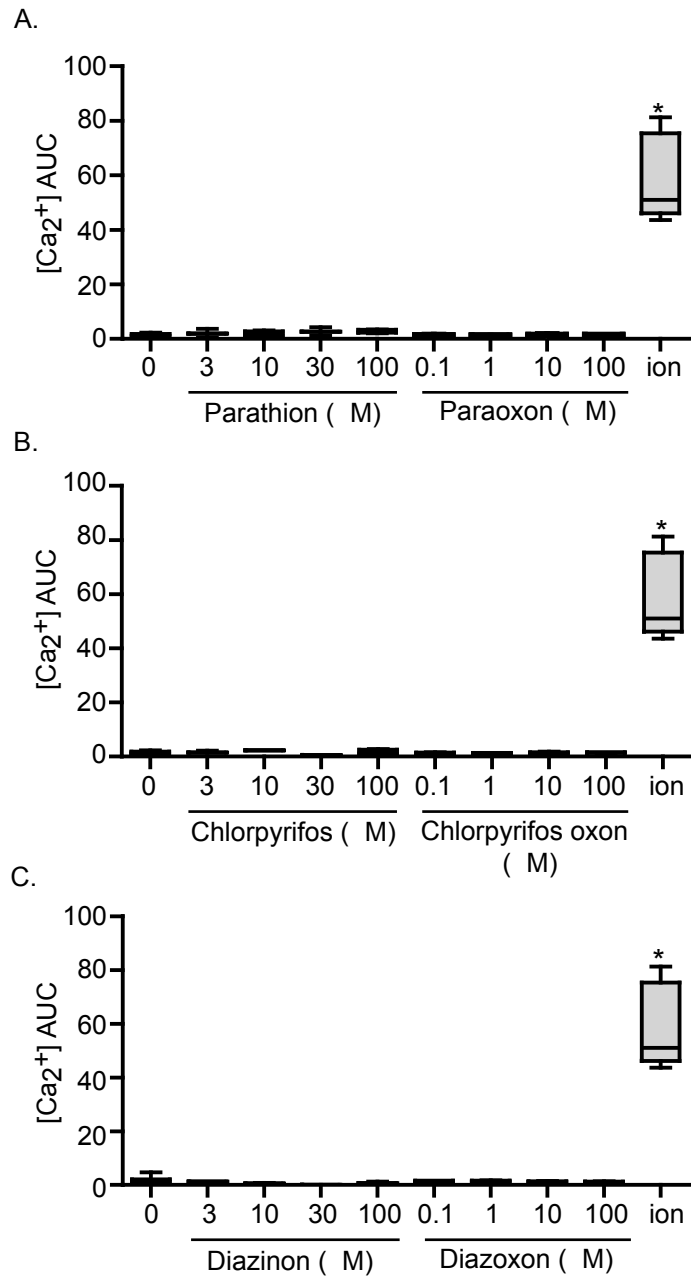 A.
100
80
60
40
20
0
[Ca2+] AUC
*
0 3 10 30 100 0.1 1 10 100 ion
Parathion ( M) Paraoxon ( M)
B.
100
80
60
40
20
0
[Ca2+] AUC
*
0 3 10 30 100 0.1 1 10 100 ion
Chlorpyrifos ( M) Chlorpyrifos oxon
( M)
C.
100
80
60
40
20
0
[Ca2+] AUC
*
0 3 10 30 100 0.1 1 10 100 ion
Diazinon ( M) Diazoxon ( M)